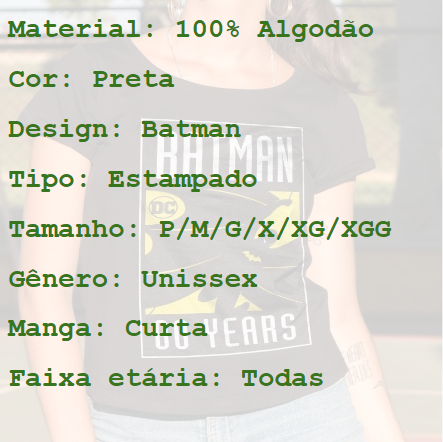 Material: 100% Algodão
Cor: Preta
Design: Batman
BATMAN
Tipo: Estampado
DC
Tamanho: P/M/G/X/XG/XGG
Gênero: Unissex
Manga: Curta
80 YEARS
Faixa etária: Todas